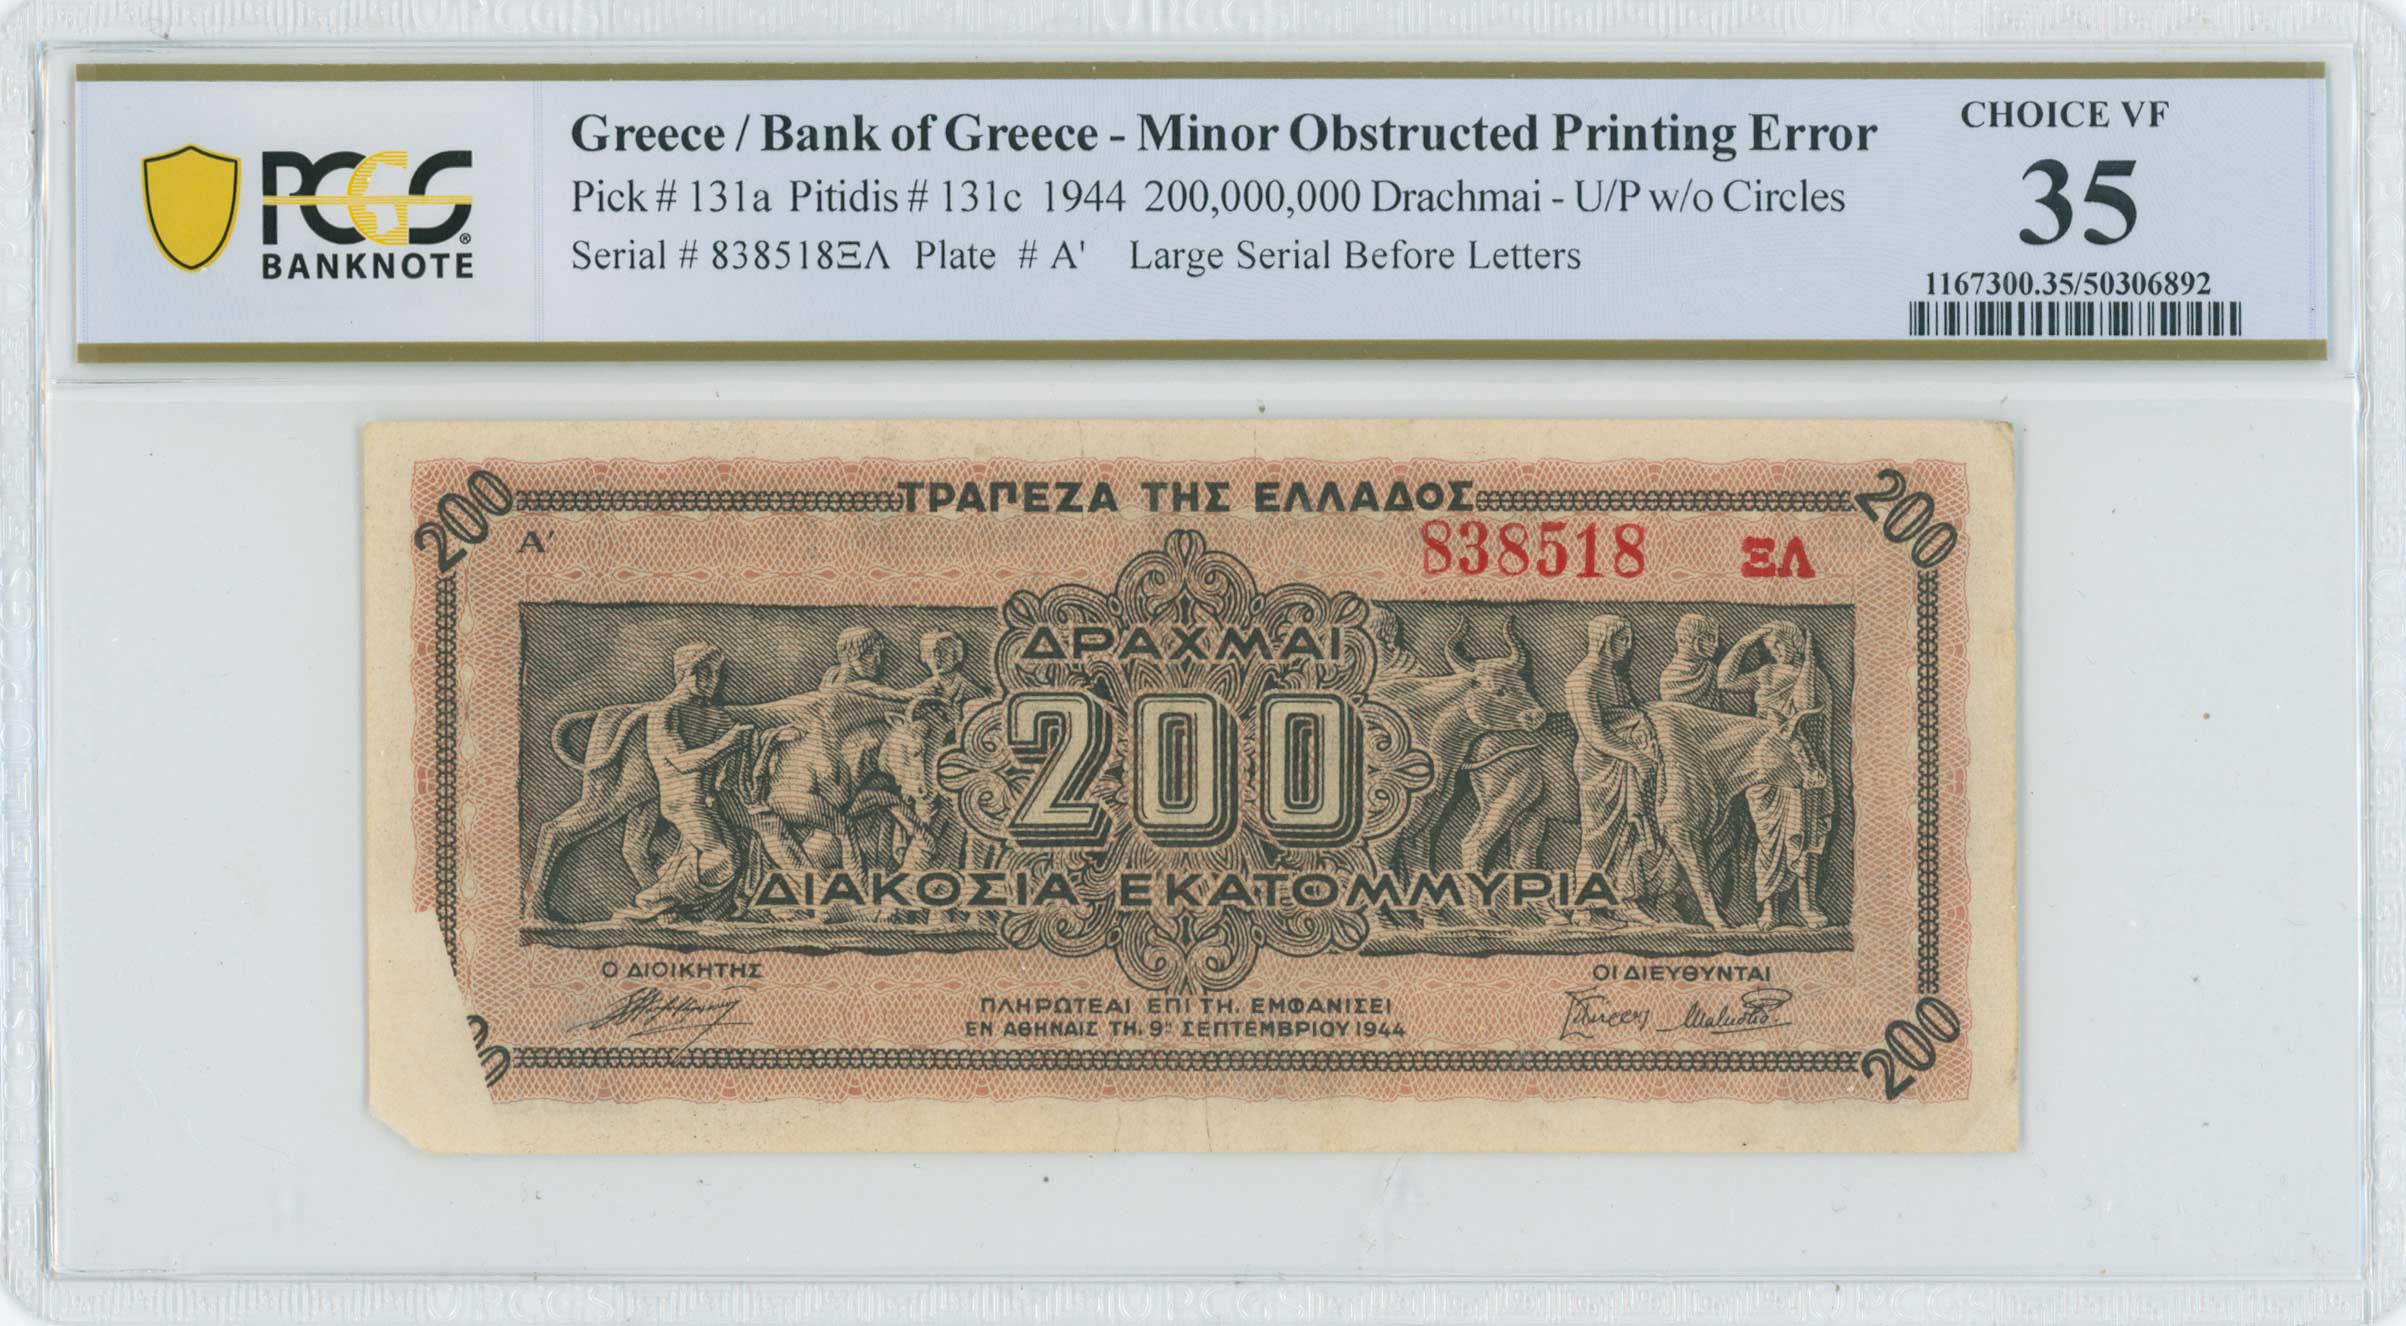 PCGS
BANKNOTE
Greece / Bank of Greece - Minor Obstructed Printing Error
Pick # 131a Pitidis # 131c 1944 200,000,000 Drachmai - U/P w/o Circles
Serial # 838518ΞΛ Plate # A' Large Serial Before Letters
CHOICE VF
35
1167300.35/50306892
200 ΤΡΑΠΕΖΑ ΤΗΣ ΕΛΛΑΔΟΣ 200
Α' 838518 ΞΛ
ΔΡΑΧΜΑΙ
200
ΔΙΑΚΟΣΙΑ ΕΚΑΤΟΜΜΥΡΙΑ
Ο ΔΙΟΙΚΗΤΗΣ ΟΙ ΔΙΕΥΘΥΝΤΑΙ
ΠΛΗΡΩΤΕΑΙ ΕΠΙ ΤΗ. ΕΜΦΑΝΙΣΕΙ
ΕΝ ΑΘΗΝΑΙΣ ΤΗ. 9ῃ ΣΕΠΤΕΜΒΡΙΟΥ 1944
200